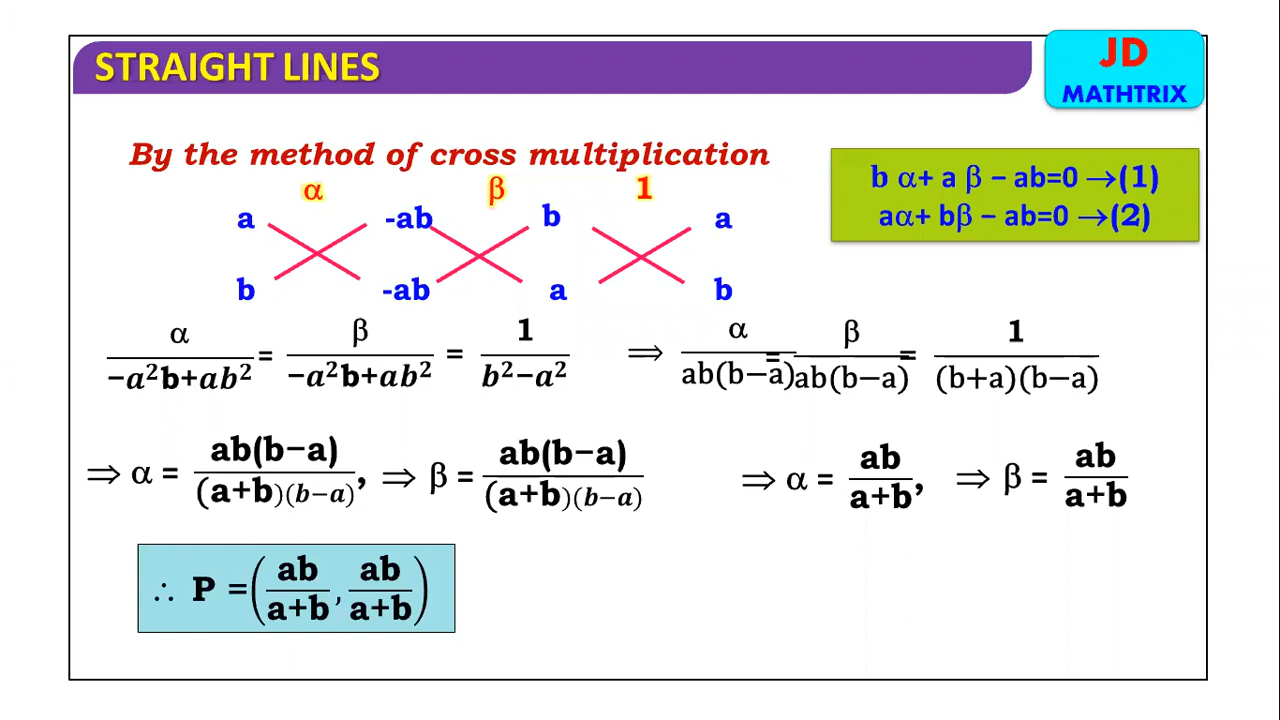 STRAIGHT LINES
JD
MATHTRIX
By the method of cross multiplication
b α+ a β − ab=0 →(1)
aα+ bβ − ab=0 →(2)
α β 1
a -ab b a
b -ab a b
α/(−a²b+ab²) = β/(−a²b+ab²) = 1/(b²−a²) ⇒ α/(ab(b−a)) = β/(ab(b−a)) = 1/((b+a)(b−a))
⇒ α = ab(b−a)/((a+b)(b−a)), ⇒ β = ab(b−a)/((a+b)(b−a)) ⇒ α = ab/(a+b), ⇒ β = ab/(a+b)
∴ P =(ab/(a+b), ab/(a+b))